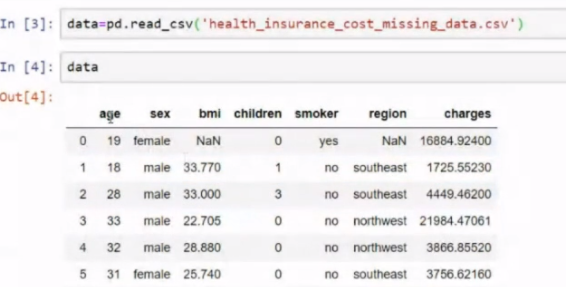 In [3]: data=pd.read_csv('health_insurance_cost_missing_data.csv')
In [4]: data
Out[4]:
age sex bmi children smoker region charges
0 19 female NaN 0 yes NaN 16884.92400
1 18 male 33.770 1 no southeast 1725.55230
2 28 male 33.000 3 no southeast 4449.46200
3 33 male 22.705 0 no northwest 21984.47061
4 32 male 28.880 0 no northwest 3866.85520
5 31 female 25.740 0 no southeast 3756.62160